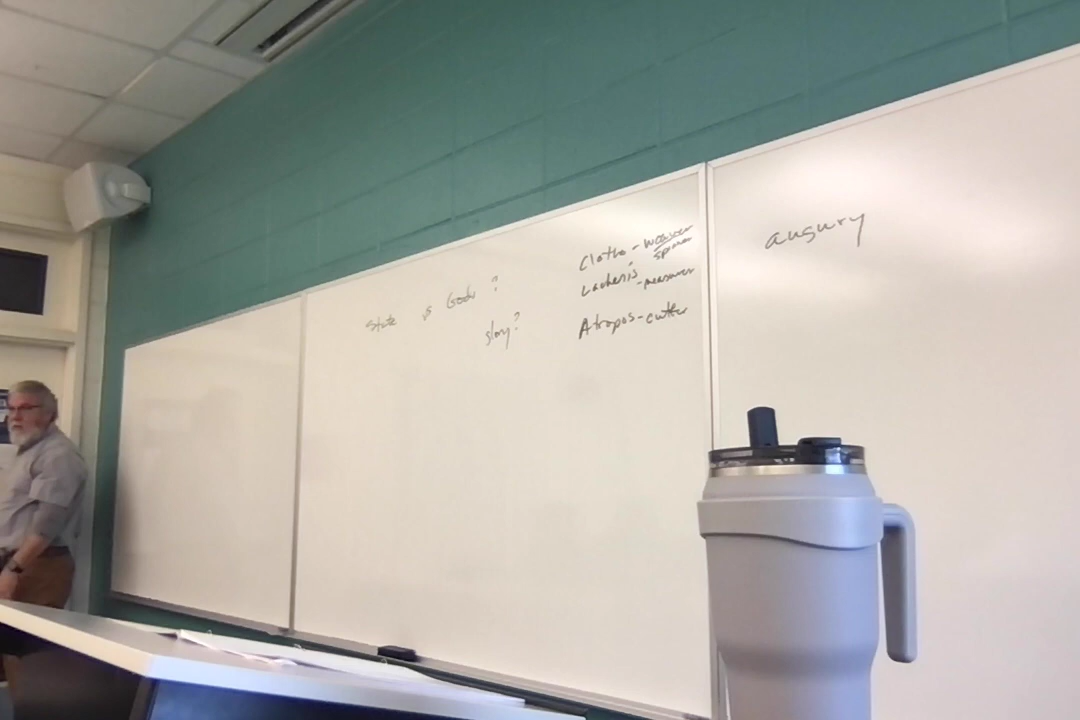 State vs Gods ?
story?
Clotho - weaver
spinner
Lachesis - measurer
Atropos - cutter
augury